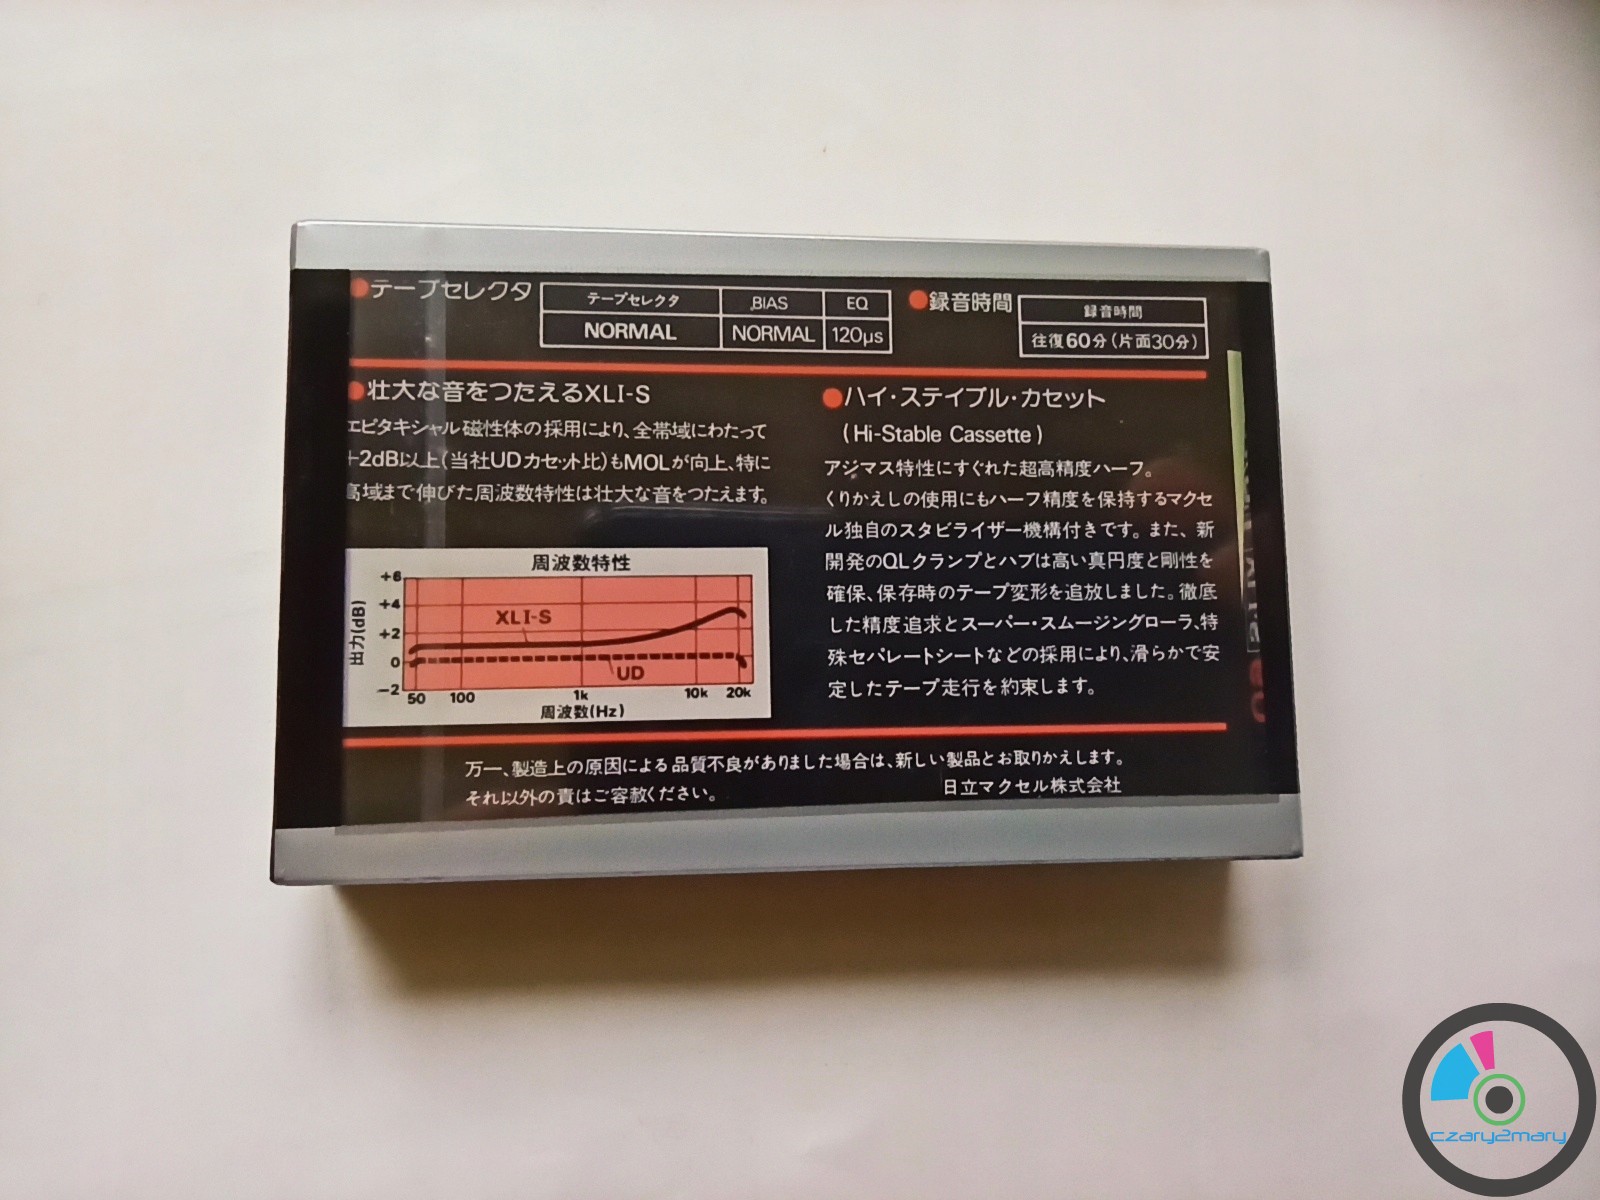 ●テープセレクタ
テープセレクタ BIAS EQ
NORMAL NORMAL 120µs
●録音時間
録音時間
往復60分(片面30分)
●壮大な音をつたえるXLI-S
エピタキシャル磁性体の採用により、全帯域にわたって
+2dB以上(当社UDカセット比)もMOLが向上、特に
高域まで伸びた周波数特性は壮大な音をつたえます。
周波数特性
出力(dB)
+6
+4
+2
0
-2
XLI-S
UD
50 100 1k 10k 20k
周波数(Hz)
●ハイ・ステイブル・カセット
(Hi-Stable Cassette)
アジマス特性にすぐれた超高精度ハーフ。
くりかえしの使用にもハーフ精度を保持するマクセ
ル独自のスタビライザー機構付きです。また、新
開発のQLクランプとハブは高い真円度と剛性を
確保、保存時のテープ変形を追放しました。徹底
した精度追求とスーパー・スムージングローラ、特
殊セパレートシートなどの採用により、滑らかで安
定したテープ走行を約束します。
万一、製造上の原因による品質不良がありました場合は、新しい製品とお取りかえします。
それ以外の責はご容赦ください。
日立マクセル株式会社
czary2mary